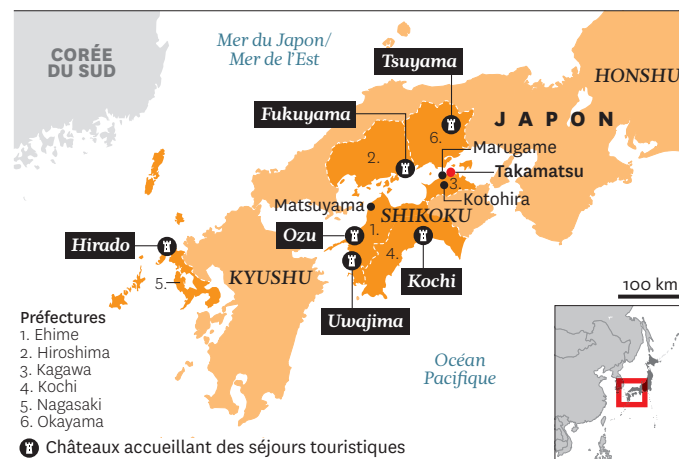 CORÉE
DU SUD
Mer du Japon/
Mer de l'Est
Tsuyama
HONSHU
Fukuyama
JAPON
6.
2.
Marugame
Takamatsu
3.
Kotohira
Matsuyama
SHIKOKU
Ozu
1.
Hirado
4.
KYUSHU
Kochi
5.
100 km
Uwajima
Préfectures
1. Ehime
2. Hiroshima
3. Kagawa
4. Kochi
5. Nagasaki
6. Okayama
Océan
Pacifique
Châteaux accueillant des séjours touristiques